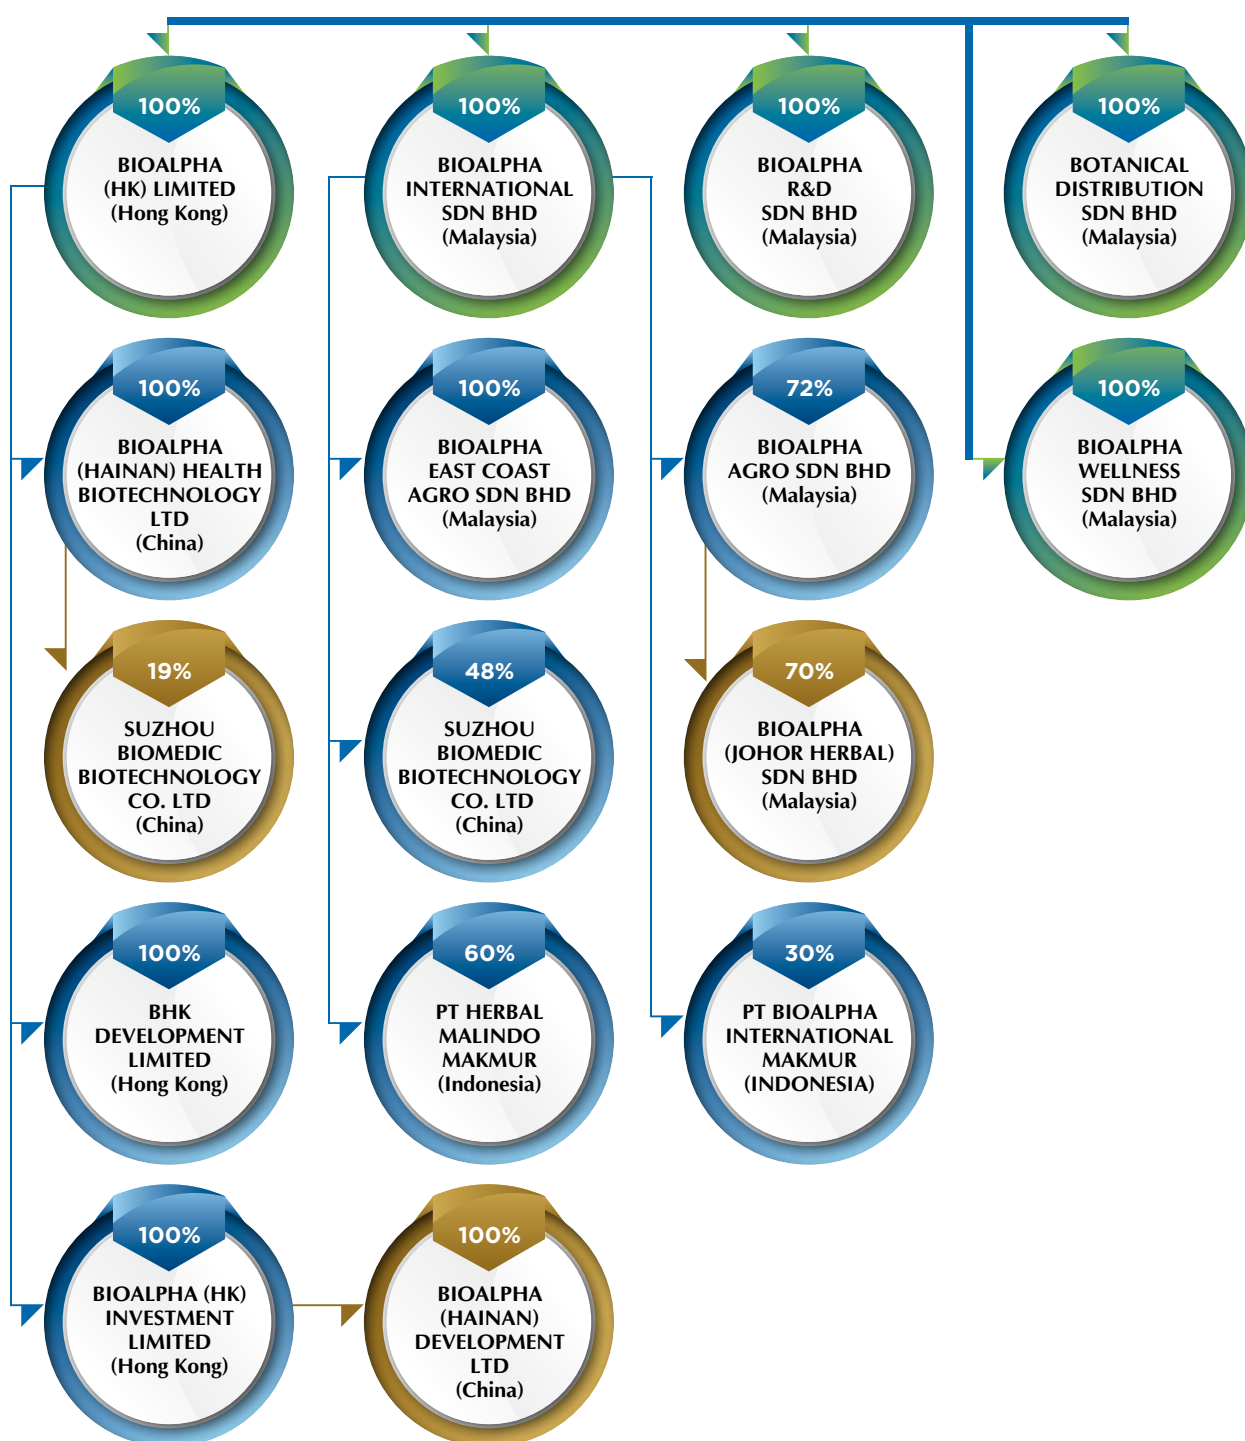 100%
BIOALPHA
(HK) LIMITED
(Hong Kong)
100%
BIOALPHA
INTERNATIONAL
SDN BHD
(Malaysia)
100%
BIOALPHA
R&D
SDN BHD
(Malaysia)
100%
BOTANICAL
DISTRIBUTION
SDN BHD
(Malaysia)
100%
BIOALPHA
(HAINAN) HEALTH
BIOTECHNOLOGY
LTD
(China)
100%
BIOALPHA
EAST COAST
AGRO SDN BHD
(Malaysia)
72%
BIOALPHA
AGRO SDN BHD
(Malaysia)
100%
BIOALPHA
WELLNESS
SDN BHD
(Malaysia)
19%
SUZHOU
BIOMEDIC
BIOTECHNOLOGY
CO. LTD
(China)
48%
SUZHOU
BIOMEDIC
BIOTECHNOLOGY
CO. LTD
(China)
70%
BIOALPHA
(JOHOR HERBAL)
SDN BHD
(Malaysia)
100%
BHK
DEVELOPMENT
LIMITED
(Hong Kong)
60%
PT HERBAL
MALINDO
MAKMUR
(Indonesia)
30%
PT BIOALPHA
INTERNATIONAL
MAKMUR
(INDONESIA)
100%
BIOALPHA (HK)
INVESTMENT
LIMITED
(Hong Kong)
100%
BIOALPHA
(HAINAN)
DEVELOPMENT
LTD
(China)